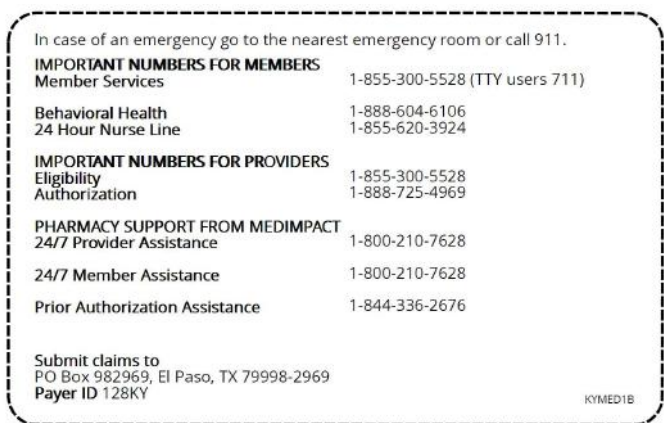 In case of an emergency go to the nearest emergency room or call 911.
IMPORTANT NUMBERS FOR MEMBERS
Member Services 1-855-300-5528 (TTY users 711)
Behavioral Health 1-888-604-6106
24 Hour Nurse Line 1-855-620-3924
IMPORTANT NUMBERS FOR PROVIDERS
Eligibility 1-855-300-5528
Authorization 1-888-725-4969
PHARMACY SUPPORT FROM MEDIMPACT
24/7 Provider Assistance 1-800-210-7628
24/7 Member Assistance 1-800-210-7628
Prior Authorization Assistance 1-844-336-2676
Submit claims to
PO Box 982969, El Paso, TX 79998-2969
Payer ID 128KY
KYMED1B